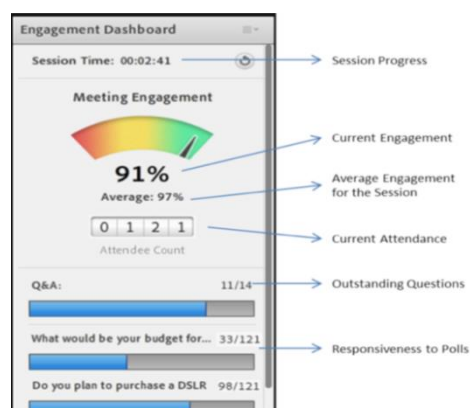 Engagement Dashboard
Session Time: 00:02:41
Session Progress
Meeting Engagement
91%
Current Engagement
Average: 97%
Average Engagement
for the Session
0 1 2 1
Current Attendance
Attendee Count
Q&A: 11/14
Outstanding Questions
What would be your budget for... 33/121
Responsiveness to Polls
Do you plan to purchase a DSLR 98/121